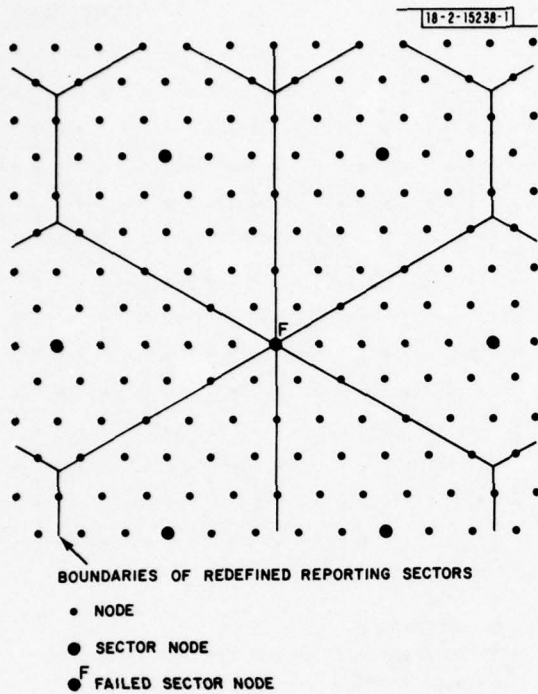 18-2-15238-1
F
BOUNDARIES OF REDEFINED REPORTING SECTORS
NODE
SECTOR NODE
F FAILED SECTOR NODE